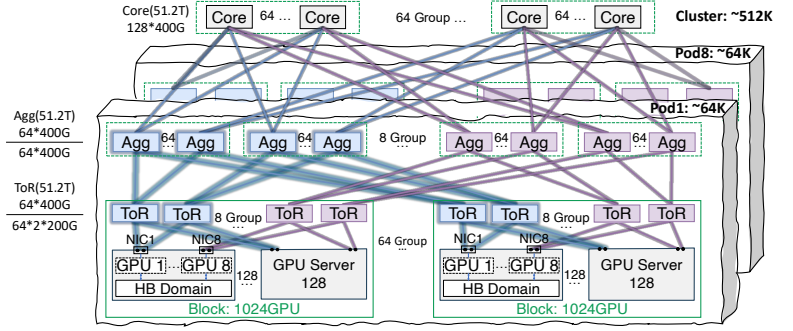 Core(51.2T)
128*400G
Core 64 ... Core
64 Group ...
Core 64 ... Core
Cluster: ~512K
Pod8: ~64K
Pod1: ~64K
Agg(51.2T)
64*400G
64*400G
Agg 64 ... Agg
Agg 64 ... Agg
8 Group ...
Agg 64 ... Agg
Agg 64 ... Agg
ToR(51.2T)
64*400G
64*2*200G
ToR ToR 8 Group ... ToR ToR
NIC1 NIC8
GPU 1 ... GPU 8
HB Domain
128 ...
GPU Server
128
Block: 1024GPU
64 Group ...
ToR ToR 8 Group ... ToR ToR
NIC1 NIC8
GPU 1 ... GPU 8
HB Domain
128 ...
GPU Server
128
Block: 1024GPU